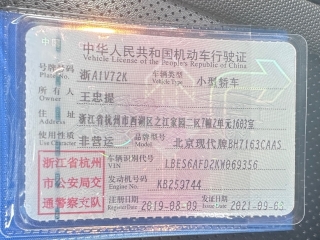 中华人民共和国机动车行驶证
Vehicle License of the People's Republic of China
号牌号码 浙A1V72K 车辆类型 小型轿车
Plate No. Vehicle Type
所有人 王忠提
Owner
住址 浙江省杭州市西湖区之江家园二区7幢2单元1603室
使用性质 非营运 品牌型号 北京现代牌BH7163CAAS
Use Character Model
浙江省杭州
市公安局交
通警察支队
车辆识别代号 LBES6AFD2KW069356
VIN
发动机号码 KB259744
Engine No.
注册日期 2019-08-09 发证日期 2021-09-03
Register Date Issue Date